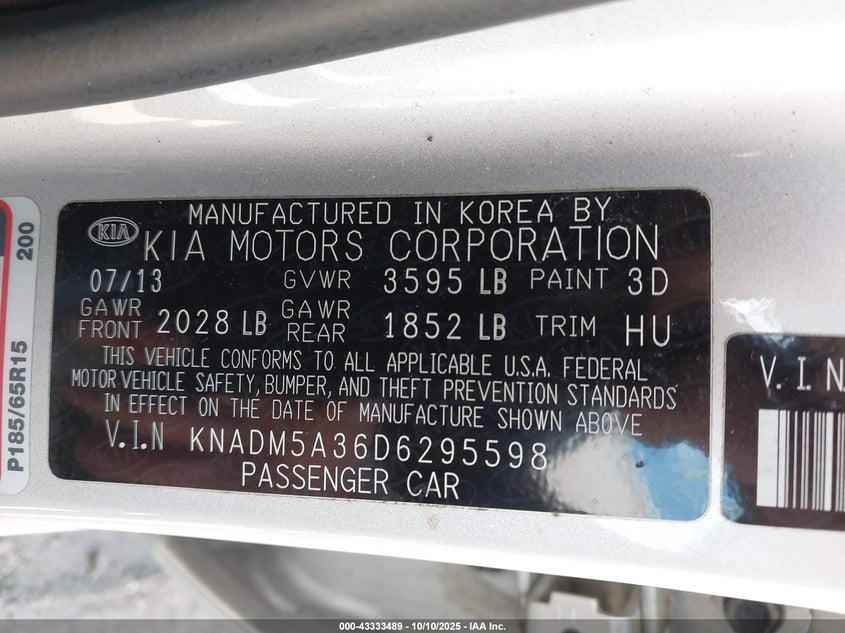 MANUFACTURED IN KOREA BY
KIA KIA MOTORS CORPORATION
07/13 GVWR 3595 LB PAINT 3D
GAWR FRONT 2028 LB GAWR REAR 1852 LB TRIM HU
THIS VEHICLE CONFORMS TO ALL APPLICABLE U.S.A. FEDERAL
MOTOR VEHICLE SAFETY, BUMPER, AND THEFT PREVENTION STANDARDS
IN EFFECT ON THE DATE OF MANUFACTURE SHOWN ABOVE
V.I.N KNADM5A36D6295598
PASSENGER CAR
P185/65R15 200
V.I.N
000-43333489 - 10/10/2025 - IAA Inc.